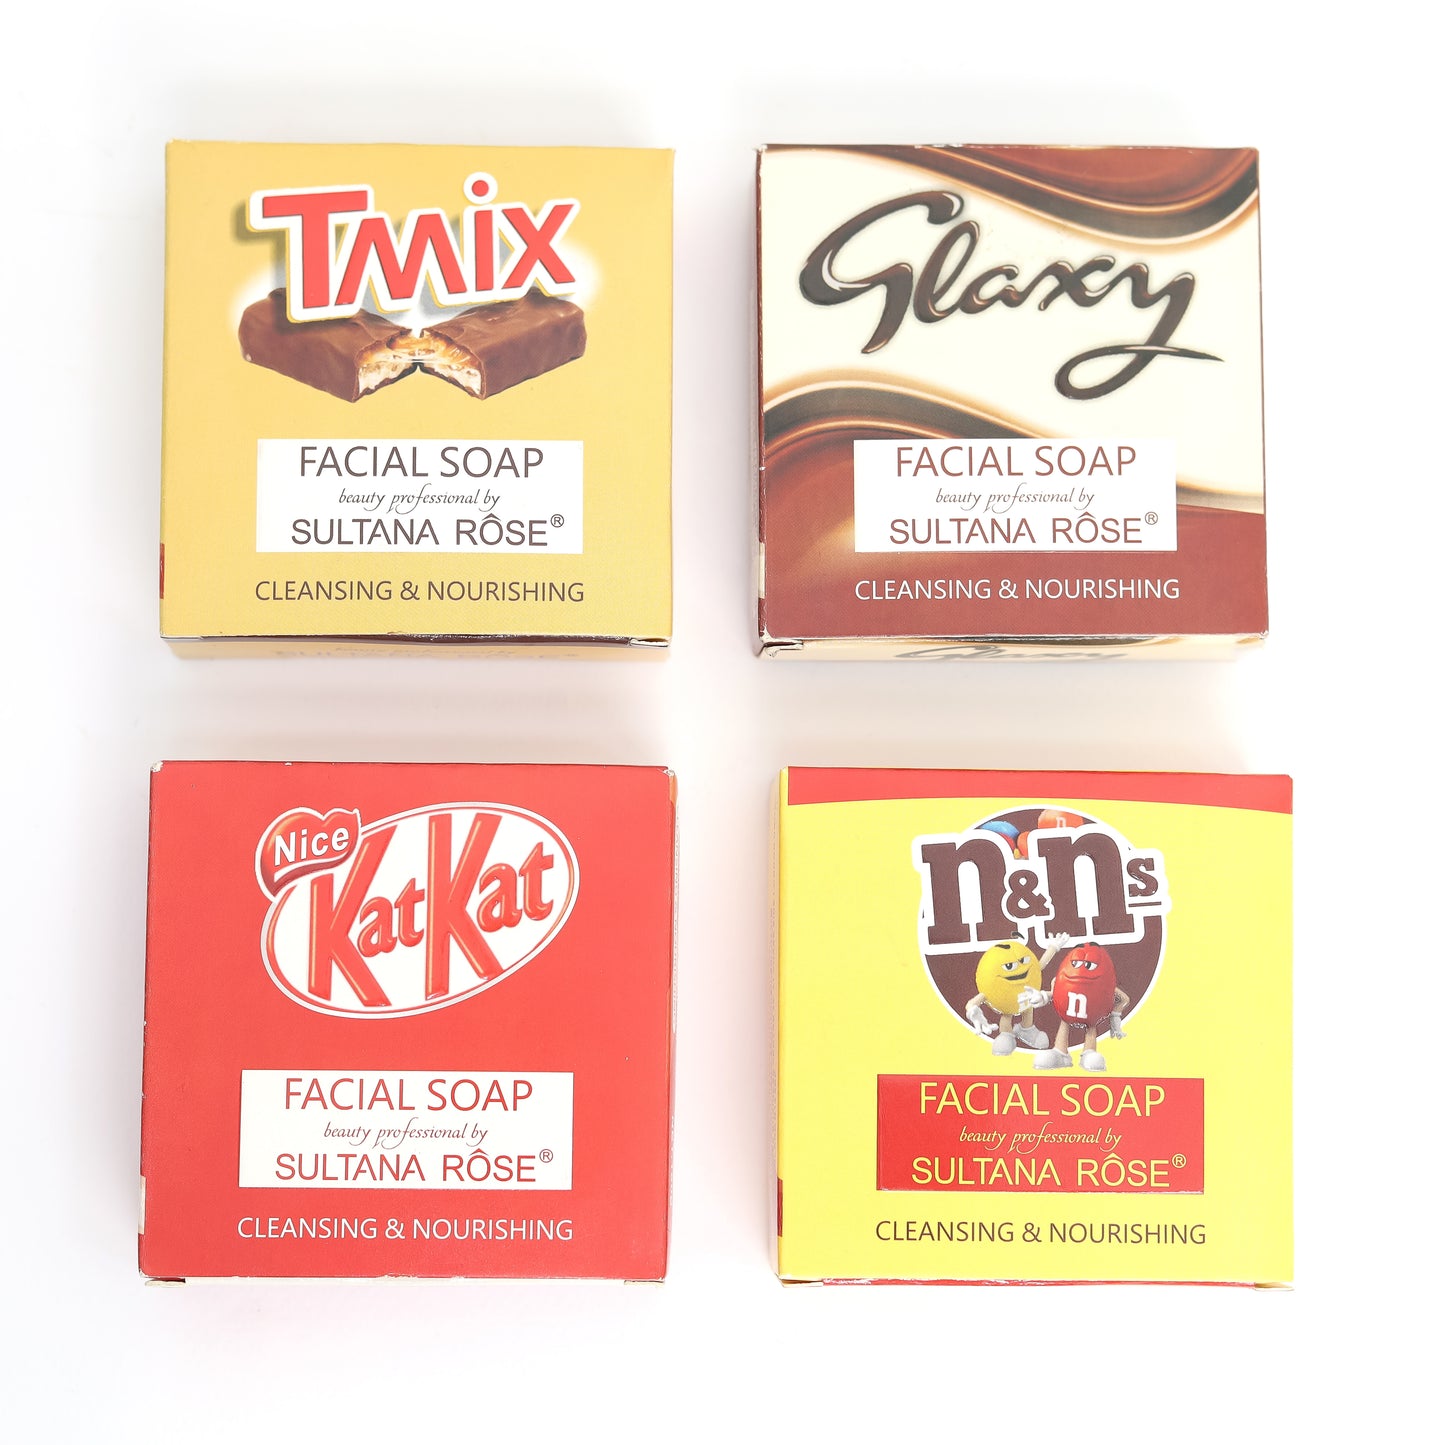 Tmix
FACIAL SOAP
beauty professional by
SULTANA RÔSE®
CLEANSING & NOURISHING
Glaxy
FACIAL SOAP
beauty professional by
SULTANA RÔSE®
CLEANSING & NOURISHING
Glaxy
Nice
KatKat
FACIAL SOAP
beauty professional by
SULTANA RÔSE®
CLEANSING & NOURISHING
n
n&ns
n
FACIAL SOAP
beauty professional by
SULTANA RÔSE®
CLEANSING & NOURISHING